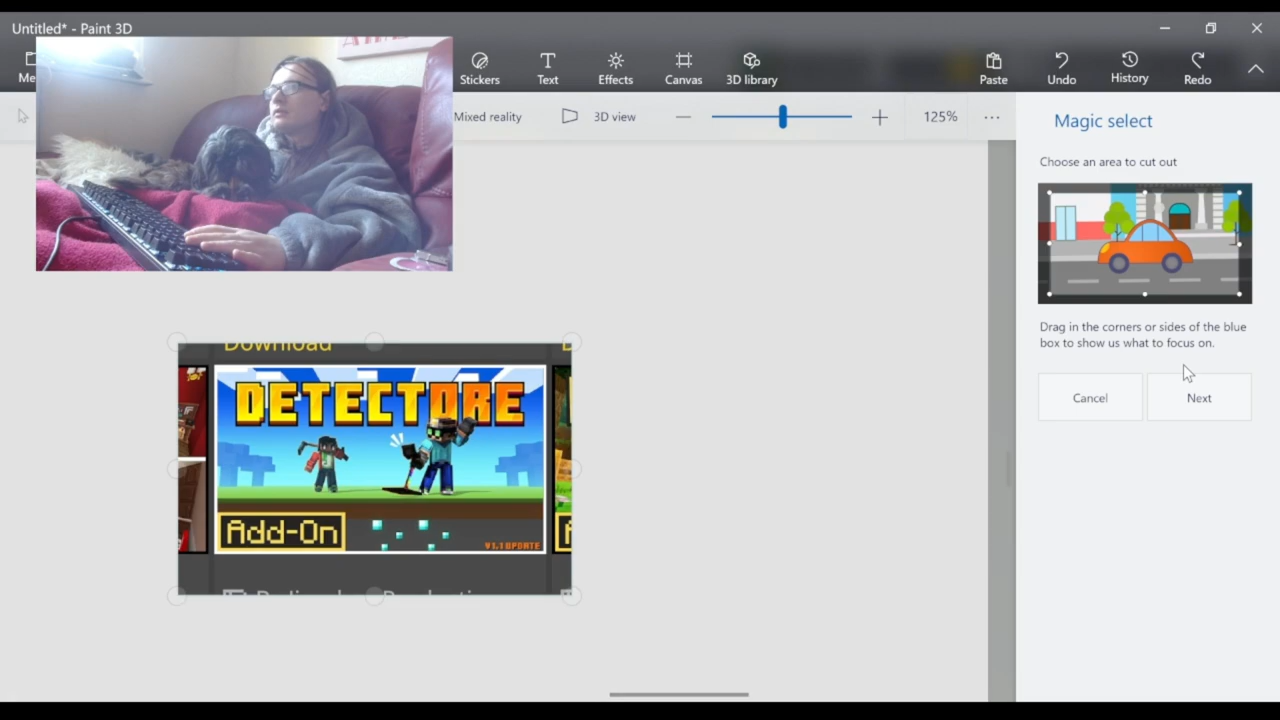 Untitled* - Paint 3D
Me
Stickers
Text
Effects
Canvas
3D library
Paste
Undo
History
Redo
Mixed reality
3D view
125%
Magic select
Choose an area to cut out
Drag in the corners or sides of the blue
box to show us what to focus on.
Cancel
Next
Download
DETECTORE
Add-On
V1.1 UPDATE